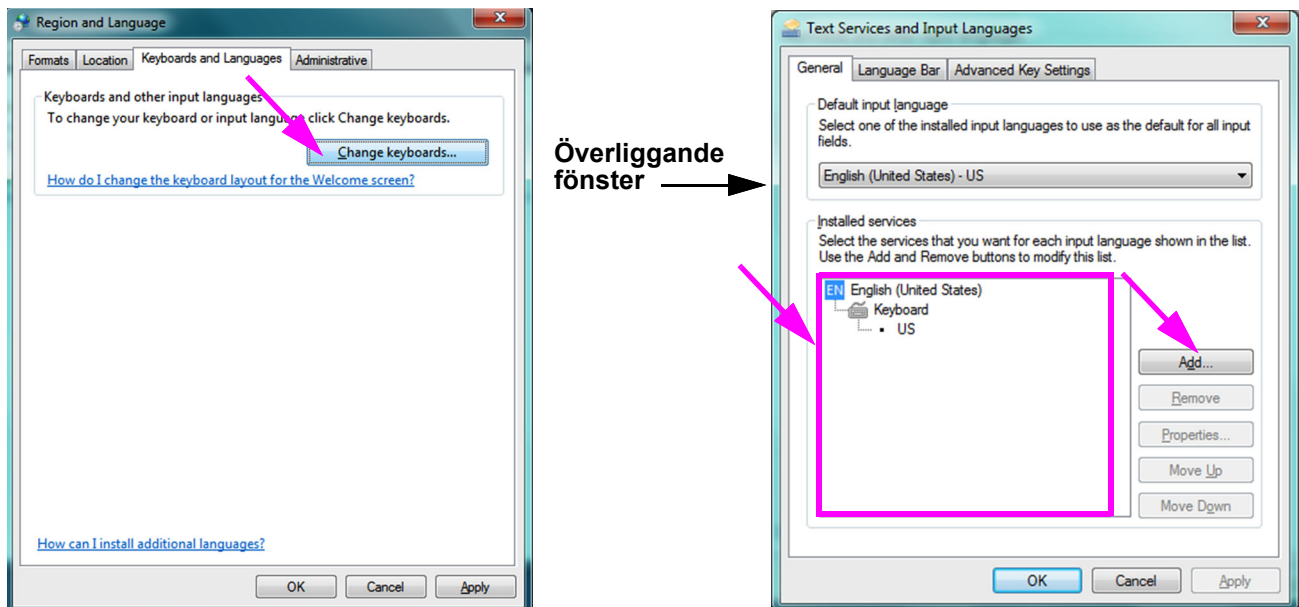 Region and Language
Formats Location Keyboards and Languages Administrative
Keyboards and other input languages
To change your keyboard or input language click Change keyboards.
Change keyboards...
How do I change the keyboard layout for the Welcome screen?
How can I install additional languages?
OK Cancel Apply
Överliggande
fönster
Text Services and Input Languages
General Language Bar Advanced Key Settings
Default input language
Select one of the installed input languages to use as the default for all input
fields.
English (United States) - US
Installed services
Select the services that you want for each input language shown in the list.
Use the Add and Remove buttons to modify this list.
EN English (United States)
Keyboard
US
Add...
Remove
Properties...
Move Up
Move Down
OK Cancel Apply